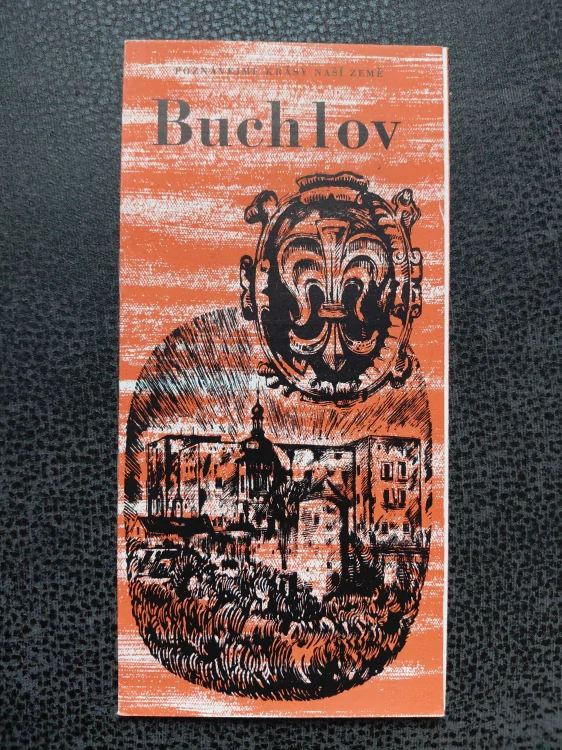 POZNÁVEJME KRÁSY NAŠÍ ZEMĚ
Buchlov